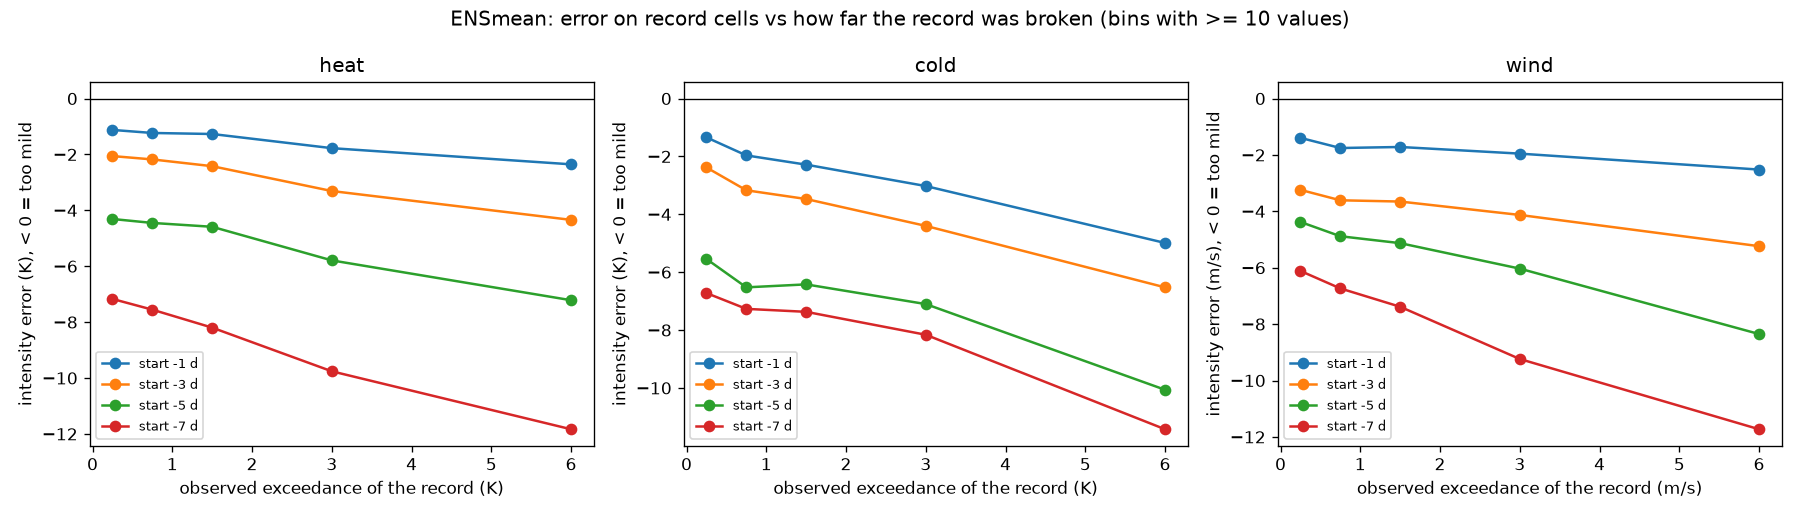 ENSmean: error on record cells vs how far the record was broken (bins with >= 10 values)
heat
intensity error (K), < 0 = too mild
0
−2
−4
−6
−8
−10
−12
start -1 d
start -3 d
start -5 d
start -7 d
0 1 2 3 4 5 6
observed exceedance of the record (K)
cold
intensity error (K), < 0 = too mild
0
−2
−4
−6
−8
−10
start -1 d
start -3 d
start -5 d
start -7 d
0 1 2 3 4 5 6
observed exceedance of the record (K)
wind
intensity error (m/s), < 0 = too mild
0
−2
−4
−6
−8
−10
−12
start -1 d
start -3 d
start -5 d
start -7 d
0 1 2 3 4 5 6
observed exceedance of the record (m/s)